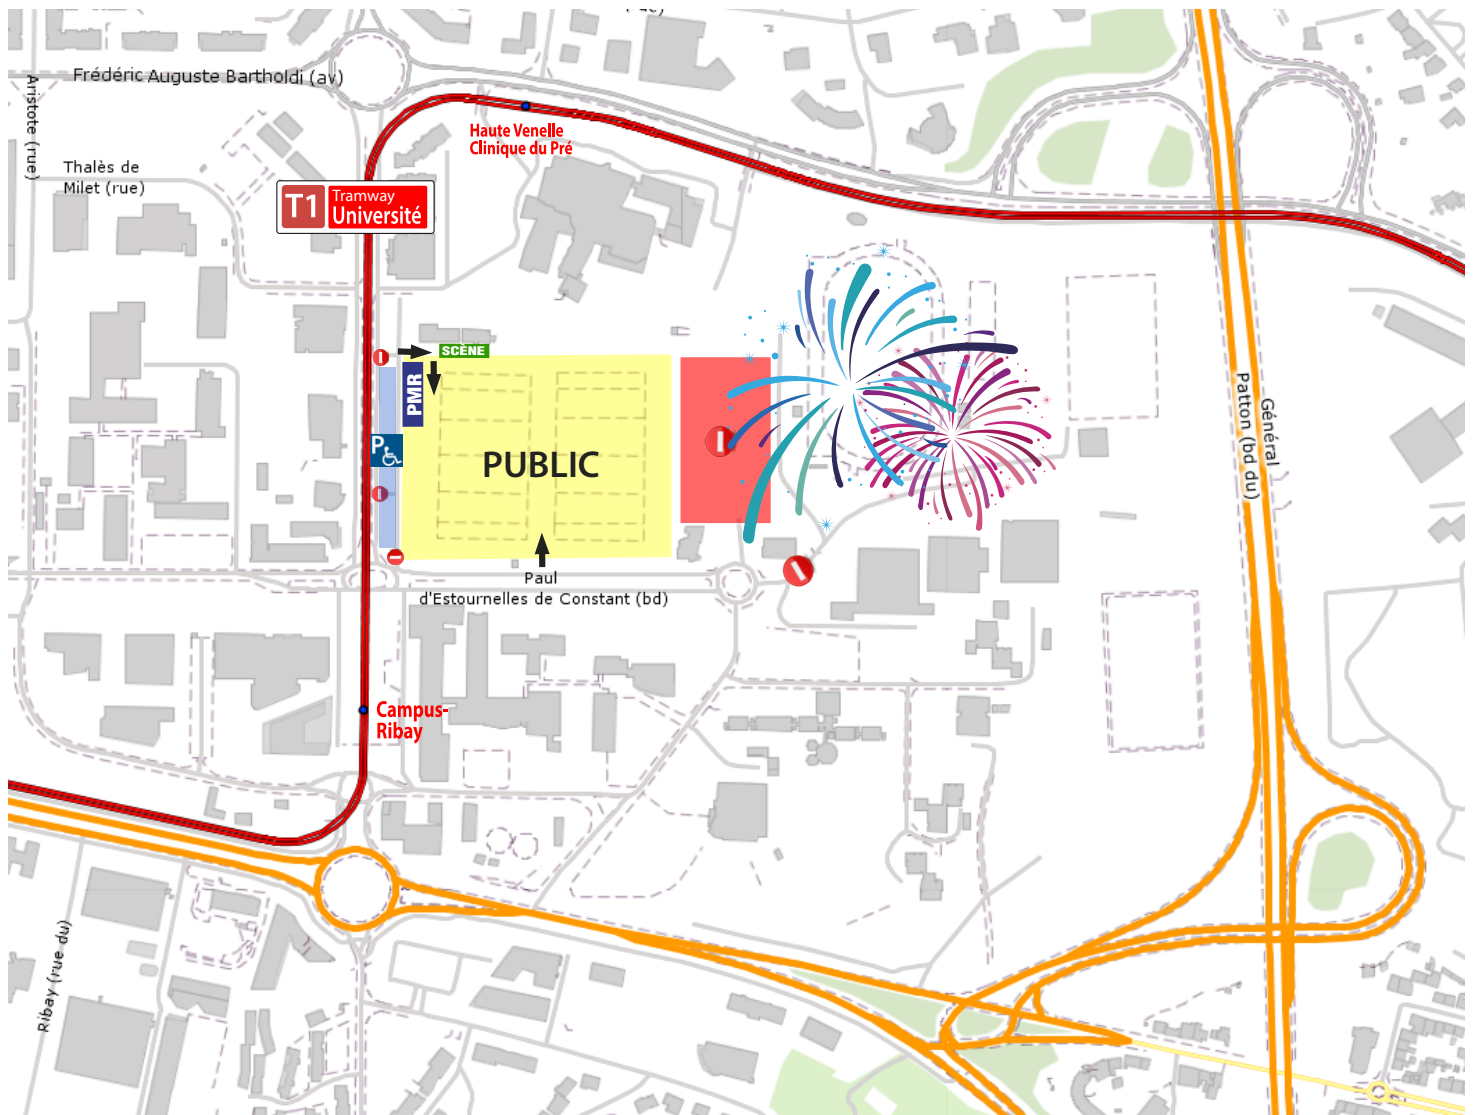 Frédéric Auguste Bartholdi (av)
Aristote (rue)
Haute Venelle
Clinique du Pré
Thalès de
Milet (rue)
T1 Tramway
Université
SCÈNE
PMR
P
PUBLIC
Général
Patton (bd du)
Paul
d'Estournelles de Constant (bd)
Campus-
Ribay
Ribay (rue du)